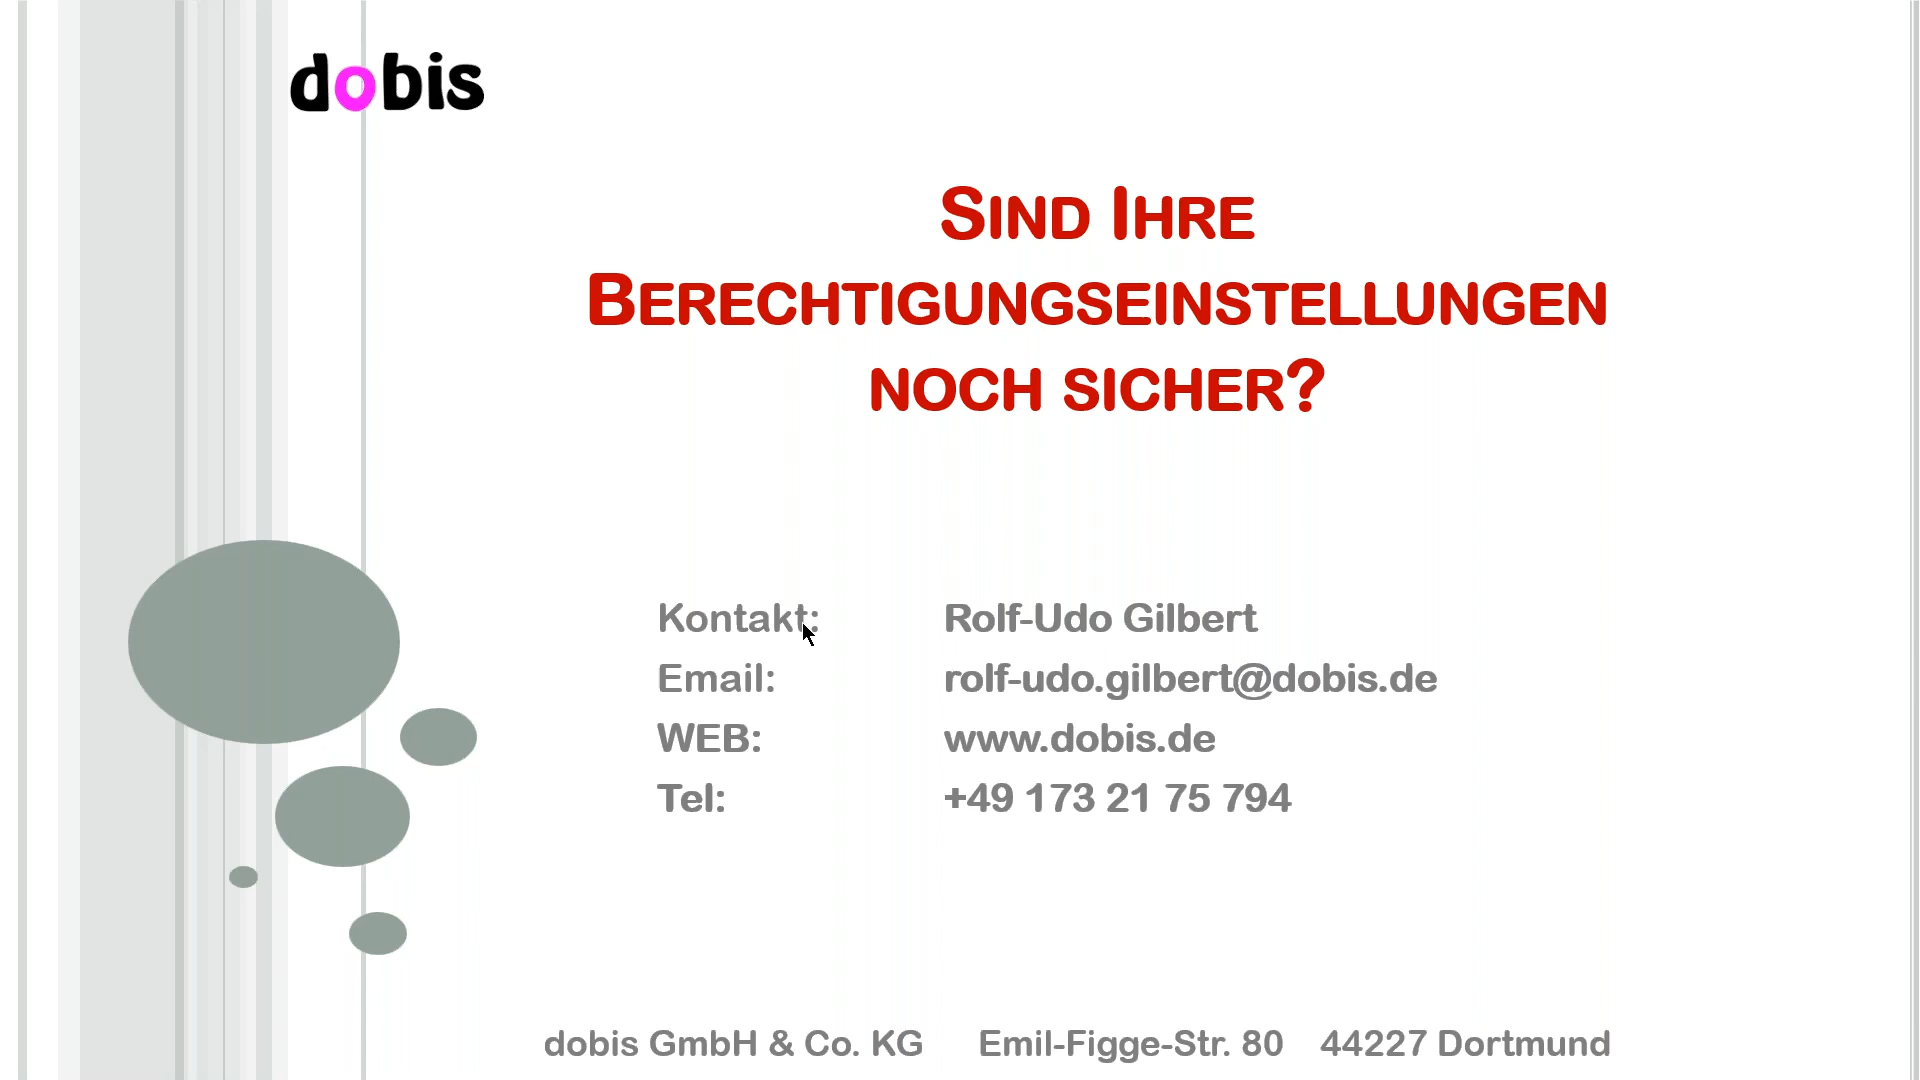 dobis
Sind Ihre
Berechtigungseinstellungen
noch sicher?
Kontakt: Rolf-Udo Gilbert
Email: rolf-udo.gilbert@dobis.de
WEB: www.dobis.de
Tel: +49 173 21 75 794
dobis GmbH & Co. KG Emil-Figge-Str. 80 44227 Dortmund